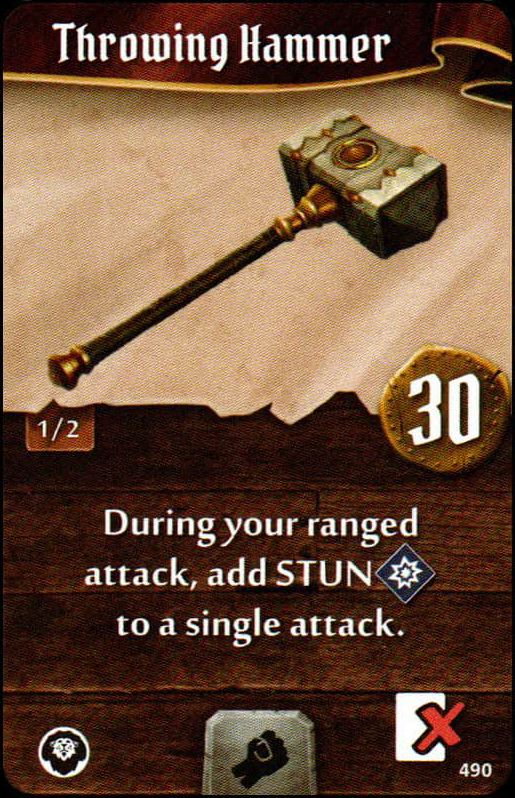 Throwing Hammer
1/2
30
During your ranged
attack, add STUN
to a single attack.
490